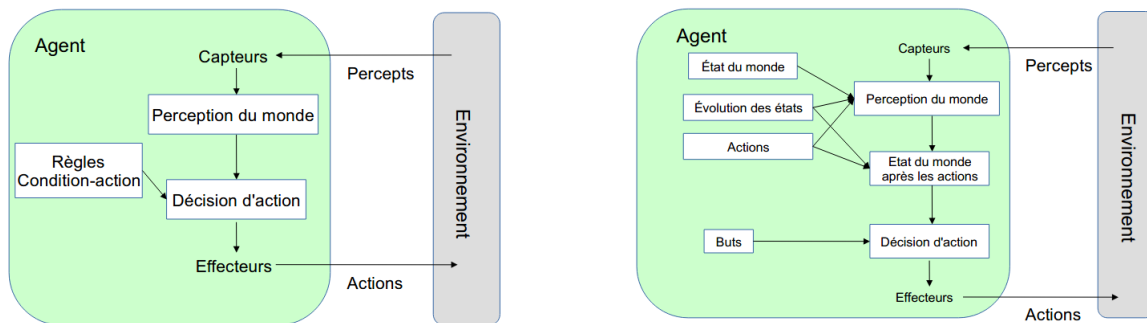 Agent
Capteurs
Percepts
Perception du monde
Règles
Condition-action
Décision d'action
Effecteurs
Actions
Environnement
Agent
Capteurs
Percepts
État du monde
Perception du monde
Évolution des états
Actions
Etat du monde
après les actions
Buts
Décision d'action
Effecteurs
Actions
Environnement